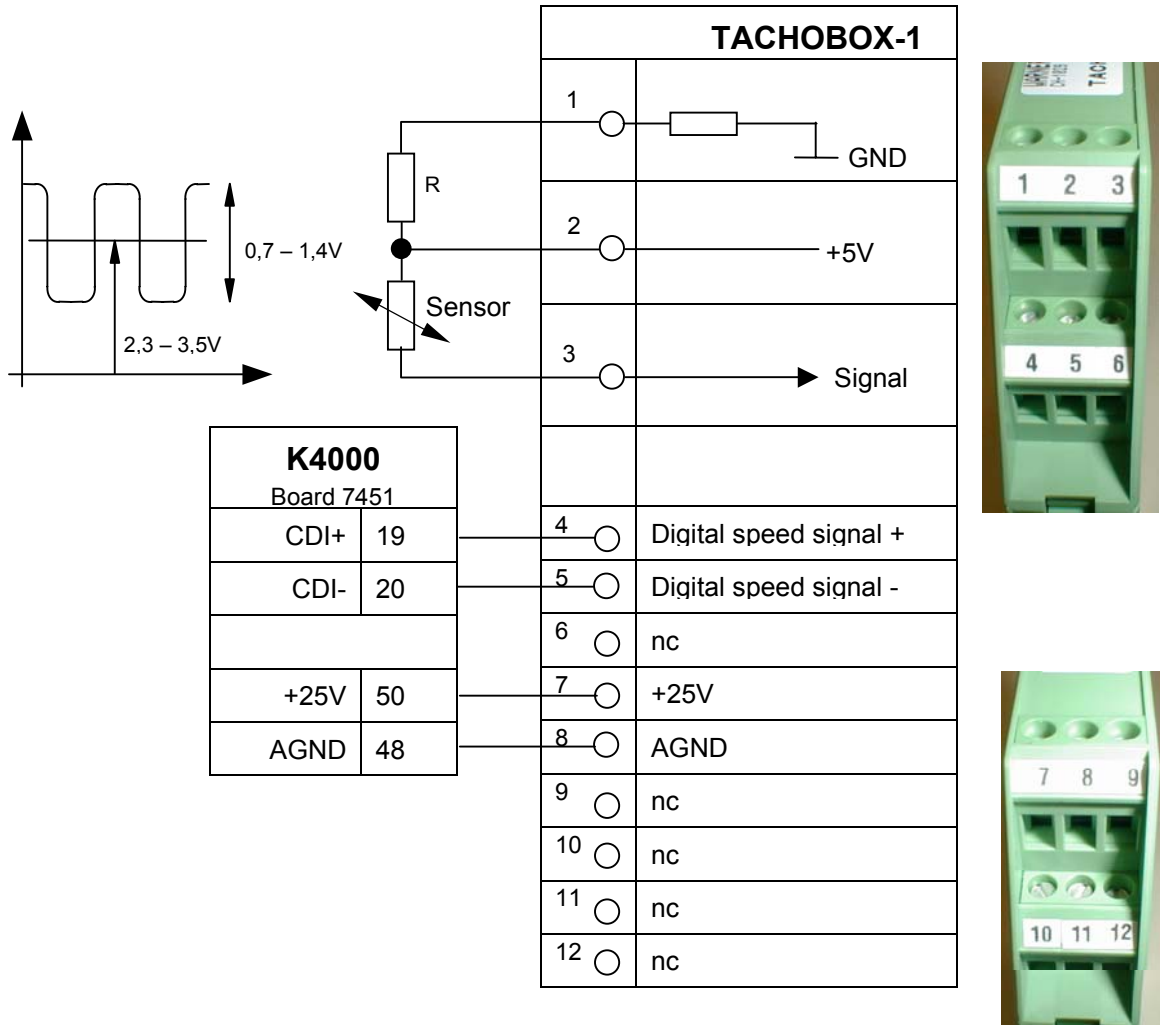 TACHOBOX-1
1
GND
R
2
+5V
0,7 – 1,4V
Sensor
2,3 – 3,5V
3
Signal
K4000
Board 7451
CDI+ 19
CDI- 20
+25V 50
AGND 48
4 Digital speed signal +
5 Digital speed signal -
6 nc
7 +25V
8 AGND
9 nc
10 nc
11 nc
12 nc
TACH
1 2 3
4 5 6
7 8 9
10 11 12